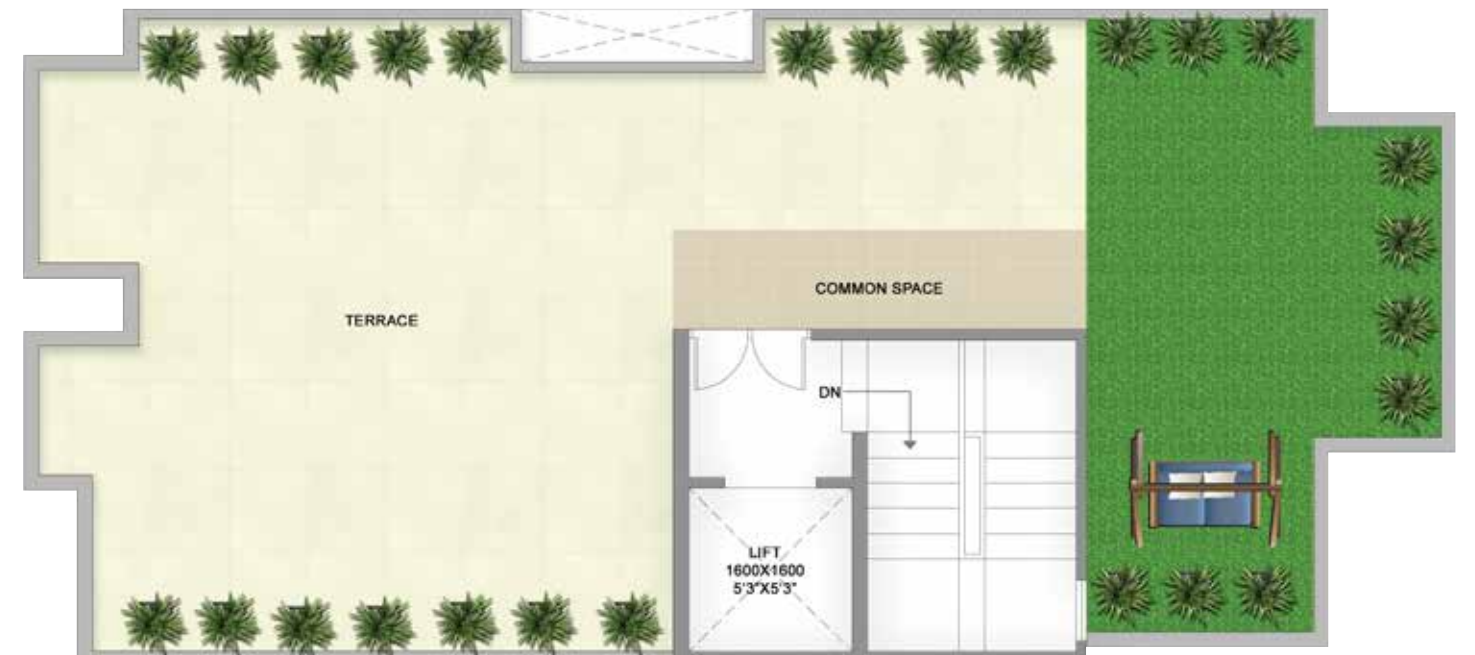 COMMON SPACE
TERRACE
DN
LIFT
1600X1600
5'3"X5'3"